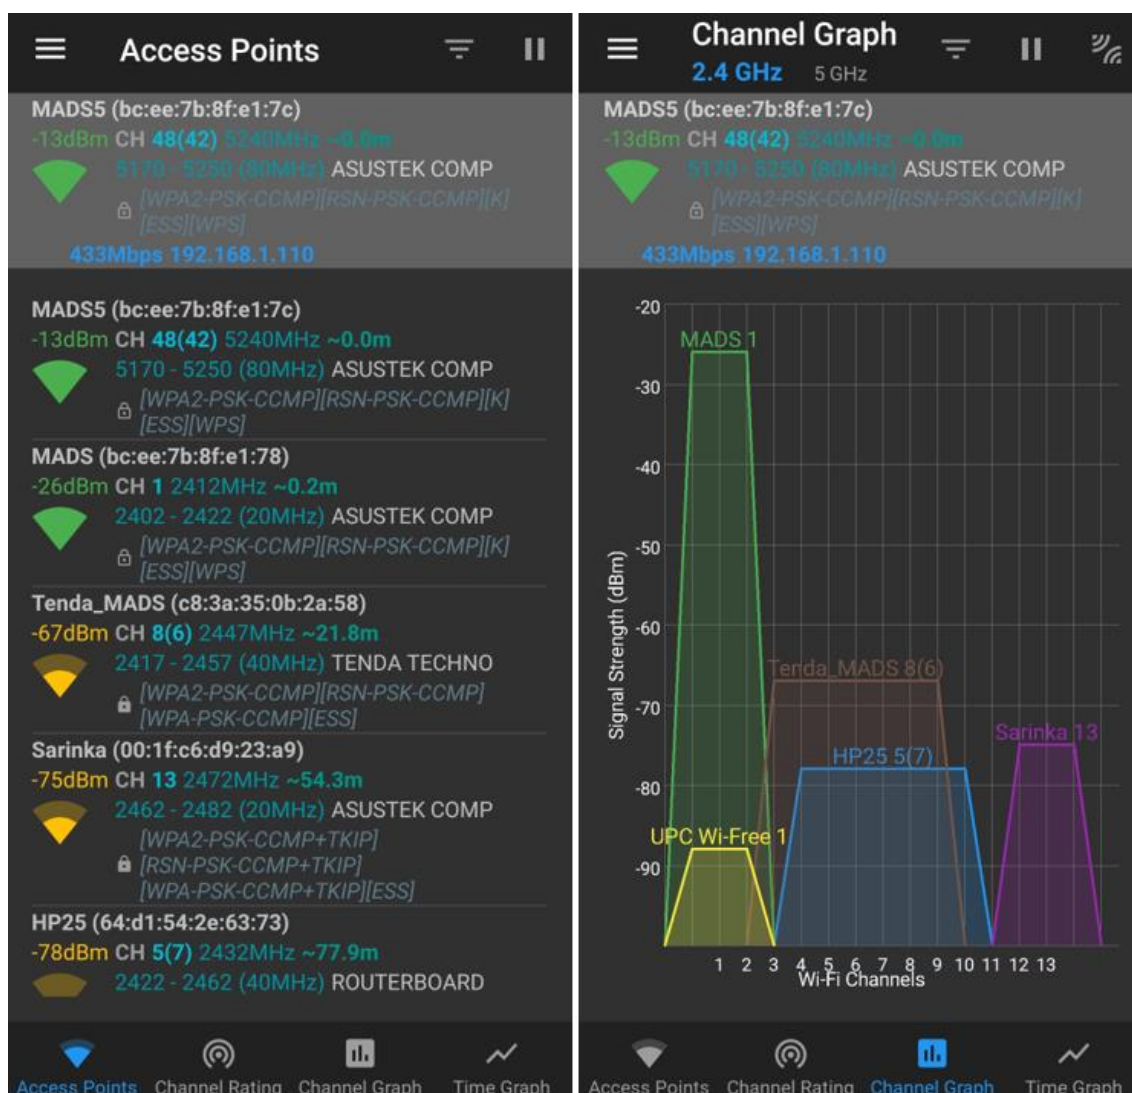 Access Points
MADS5 (bc:ee:7b:8f:e1:7c)
-13dBm CH 48(42) 5240MHz ~0.0m
5170 - 5250 (80MHz) ASUSTEK COMP
[WPA2-PSK-CCMP][RSN-PSK-CCMP][K]
[ESS][WPS]
433Mbps 192.168.1.110
MADS5 (bc:ee:7b:8f:e1:7c)
-13dBm CH 48(42) 5240MHz ~0.0m
5170 - 5250 (80MHz) ASUSTEK COMP
[WPA2-PSK-CCMP][RSN-PSK-CCMP][K]
[ESS][WPS]
MADS (bc:ee:7b:8f:e1:78)
-26dBm CH 1 2412MHz ~0.2m
2402 - 2422 (20MHz) ASUSTEK COMP
[WPA2-PSK-CCMP][RSN-PSK-CCMP][K]
[ESS][WPS]
Tenda_MADS (c8:3a:35:0b:2a:58)
-67dBm CH 8(6) 2447MHz ~21.8m
2417 - 2457 (40MHz) TENDA TECHNO
[WPA2-PSK-CCMP][RSN-PSK-CCMP]
[WPA-PSK-CCMP][ESS]
Sarinka (00:1f:c6:d9:23:a9)
-75dBm CH 13 2472MHz ~54.3m
2462 - 2482 (20MHz) ASUSTEK COMP
[WPA2-PSK-CCMP+TKIP]
[RSN-PSK-CCMP+TKIP]
[WPA-PSK-CCMP+TKIP][ESS]
HP25 (64:d1:54:2e:63:73)
-78dBm CH 5(7) 2432MHz ~77.9m
2422 - 2462 (40MHz) ROUTERBOARD
Access Points Channel Rating Channel Graph Time Graph
Channel Graph
2.4 GHz 5 GHz
MADS5 (bc:ee:7b:8f:e1:7c)
-13dBm CH 48(42) 5240MHz ~0.0m
5170 - 5250 (80MHz) ASUSTEK COMP
[WPA2-PSK-CCMP][RSN-PSK-CCMP][K]
[ESS][WPS]
433Mbps 192.168.1.110
-20
MADS 1
-30
-40
-50
-60
Tenda_MADS 8(6)
-70
Sarinka 13
HP25 5(7)
-80
UPC Wi-Free 1
-90
Signal Strength (dBm)
1 2 3 4 5 6 7 8 9 10 11 12 13
Wi-Fi Channels
Access Points Channel Rating Channel Graph Time Graph